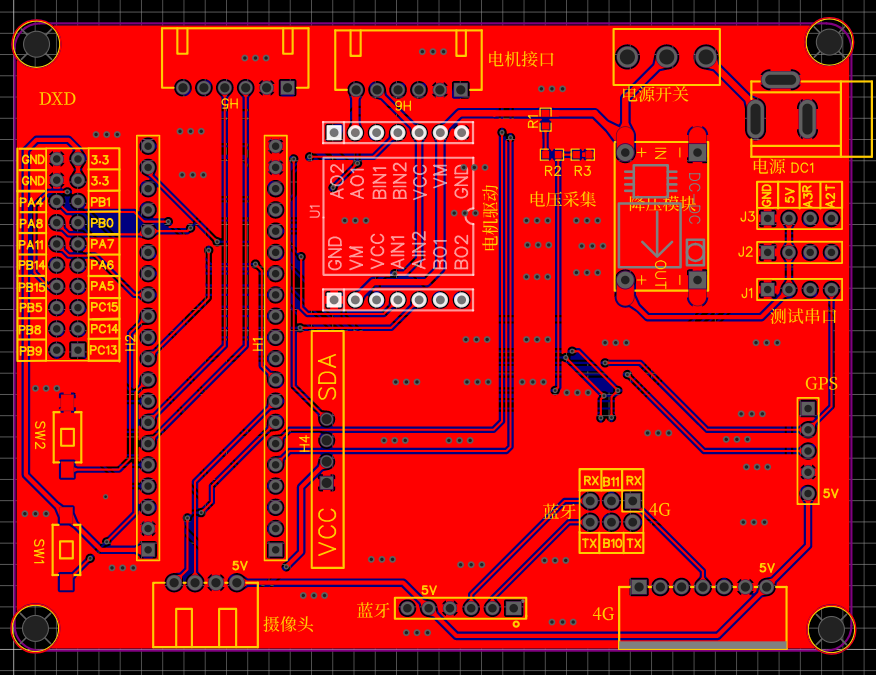 DXD
H5
电机接口
H6
电源开关
电源 DC1
R1
R2 R3
电压采集
IN
+ −
DC-DC
降压模块
OUT
+ −
GND 5V A3R A2T
J3
J2
J1
测试串口
GND 3.3
GND 3.3
PA4 PB1
PA8 PB0
PA11 PA7
PB14 PA6
PB15 PA5
PB5 PC15
PB8 PC14
PB9 PC13
H2
H1
U1
AO2 AO1 BIN1 BIN2 VCC VM GND
GND VM VCC AIN1 AIN2 BO1 BO2
电机驱动
SDA
H4
VCC
SW2
SW1
GPS
5V
RX B11 RX
蓝牙 4G
TX B10 TX
5V
摄像头
5V
蓝牙
5V
4G